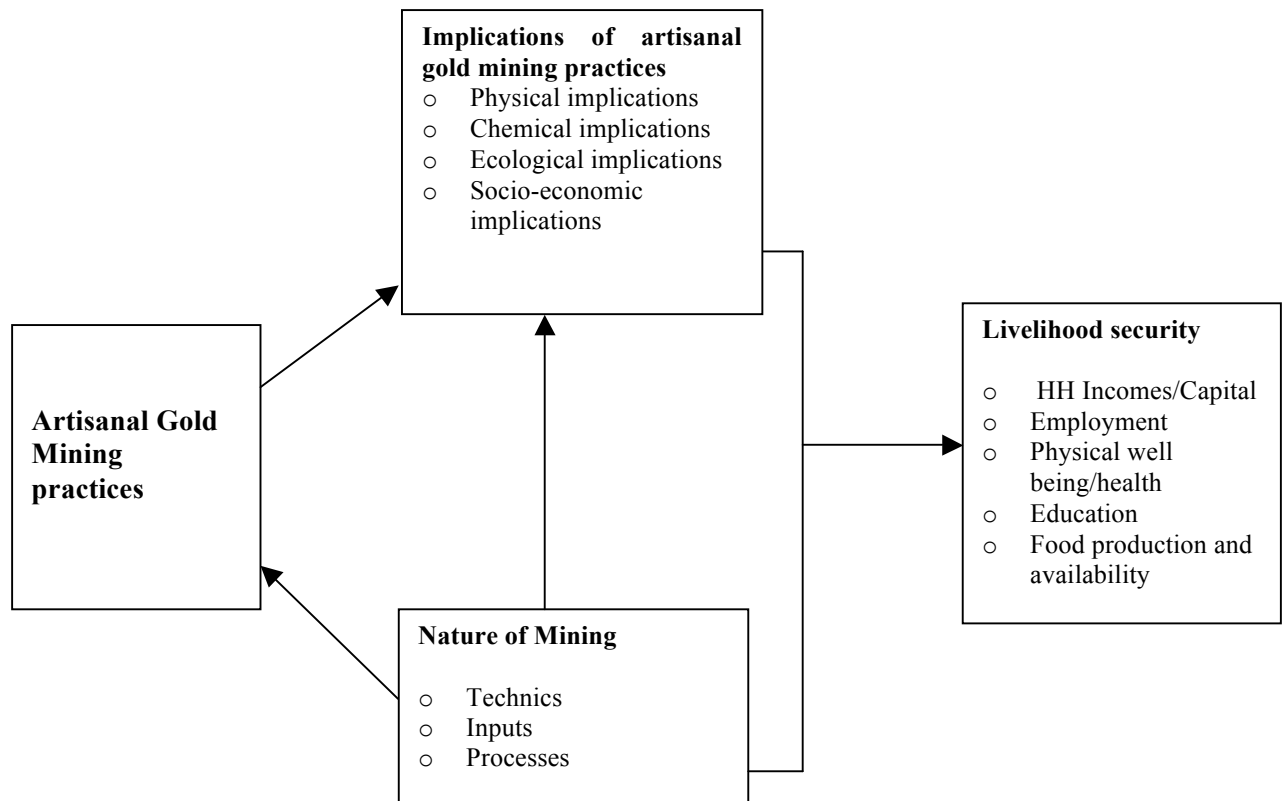 Implications of artisanal
gold mining practices
o Physical implications
o Chemical implications
o Ecological implications
o Socio-economic
implications
Artisanal Gold
Mining
practices
Nature of Mining
o Technics
o Inputs
o Processes
Livelihood security
o HH Incomes/Capital
o Employment
o Physical well
being/health
o Education
o Food production and
availability